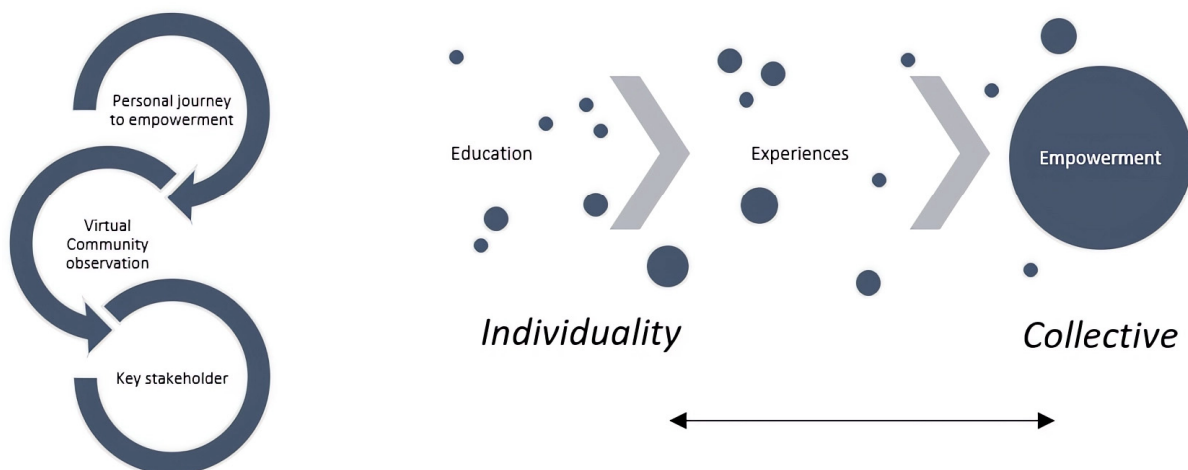 Personal journey
to empowerment
Virtual
Community
observation
Key stakeholder
Education
Experiences
Empowerment
Individuality
Collective